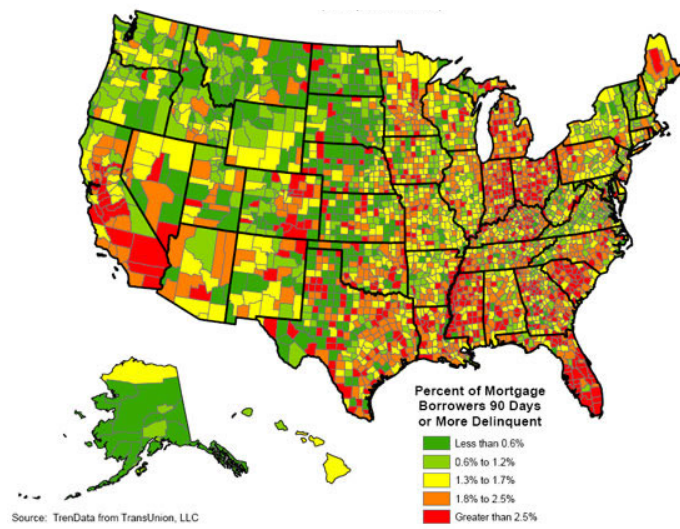 Percent of Mortgage
Borrowers 90 Days
or More Delinquent
Less than 0.6%
0.6% to 1.2%
1.3% to 1.7%
1.8% to 2.5%
Greater than 2.5%
Source: TrenData from TransUnion, LLC